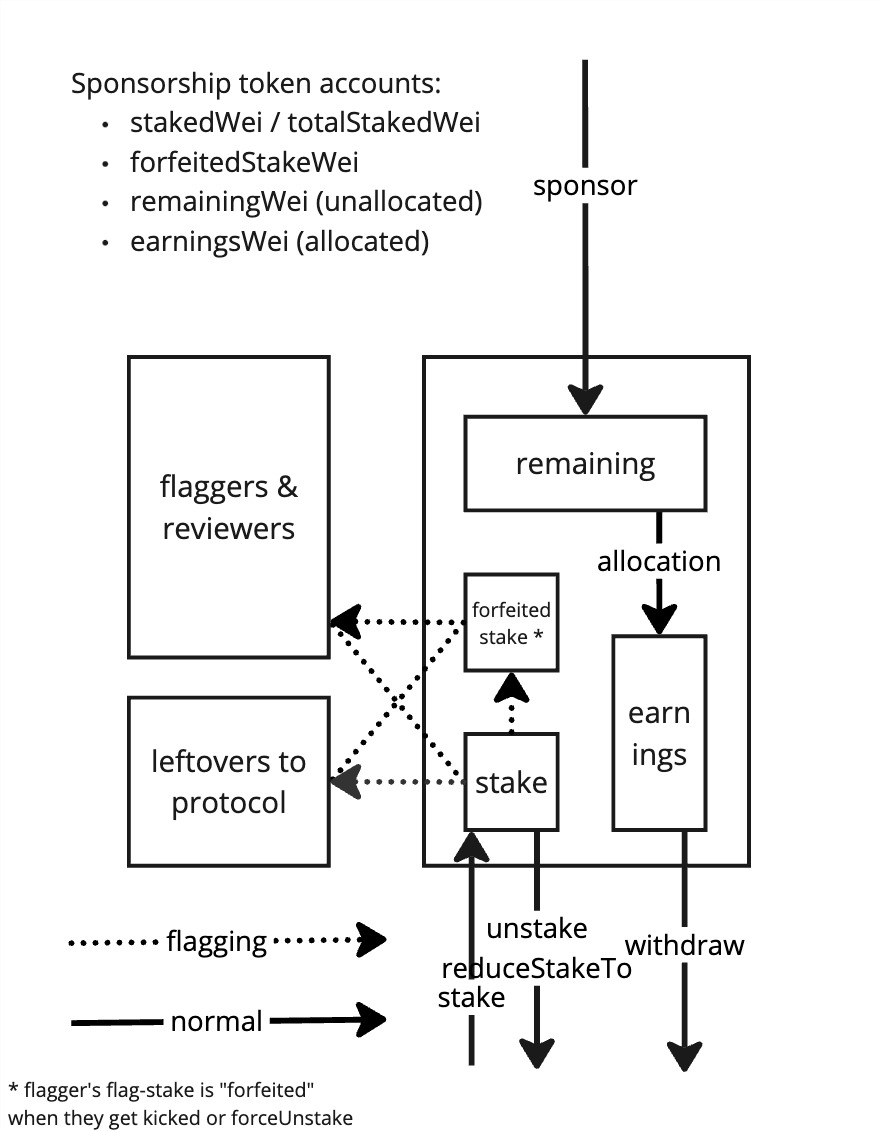 Sponsorship token accounts:
• stakedWei / totalStakedWei
• forfeitedStakeWei
• remainingWei (unallocated)
• earningsWei (allocated)
sponsor
flaggers &
reviewers
remaining
allocation
forfeited
stake *
earn
ings
leftovers to
protocol
stake
unstake
reduceStakeTo
stake
withdraw
flagging
normal
* flagger's flag-stake is "forfeited"
when they get kicked or forceUnstake